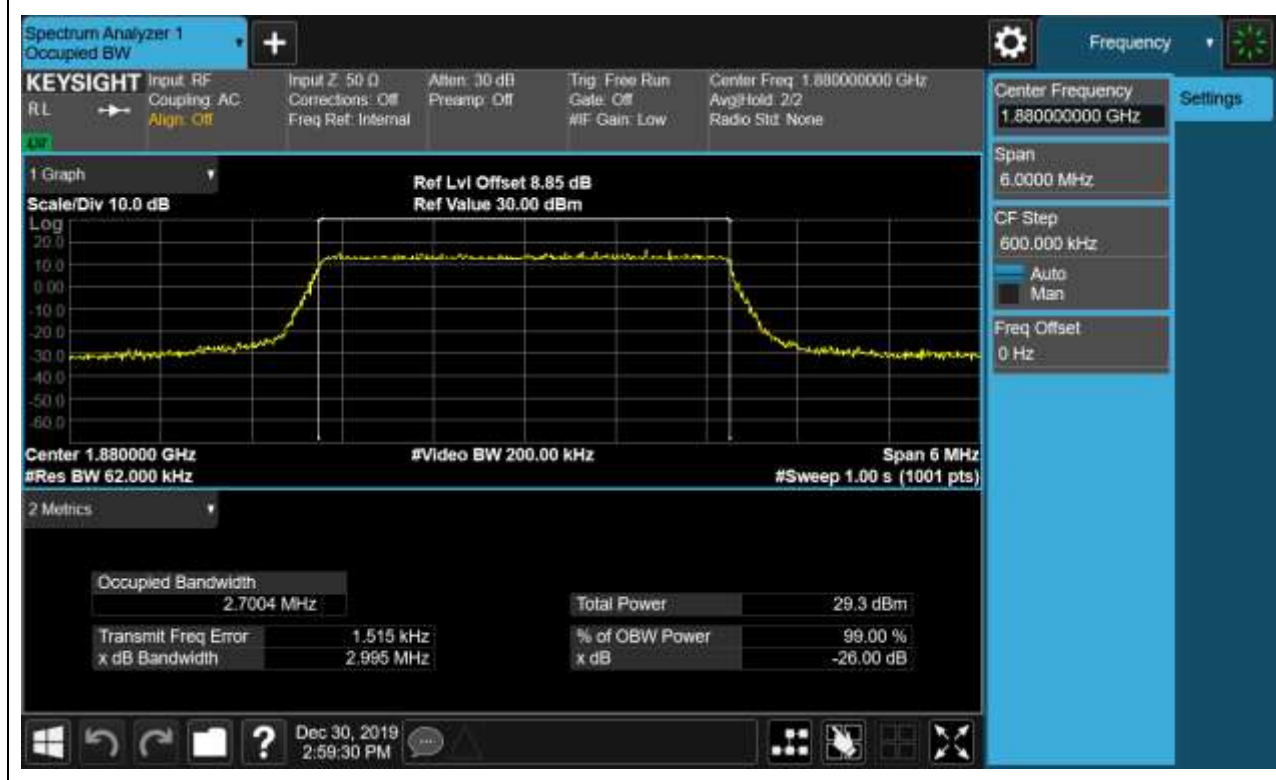 Spectrum Analyzer 1
Occupied BW
+
Frequency
KEYSIGHT
RL
Input: RF
Coupling: AC
Align: Off
Input Z: 50 Ω
Corrections: Off
Freq Ref: Internal
Atten: 30 dB
Preamp: Off
Trig: Free Run
Gate: Off
#IF Gain: Low
Center Freq: 1.880000000 GHz
Avg|Hold: 2/2
Radio Std: None
Center Frequency
1.880000000 GHz
Settings
Span
6.0000 MHz
CF Step
600.000 kHz
Auto
Man
Freq Offset
0 Hz
1 Graph
Scale/Div 10.0 dB
Ref Lvl Offset 8.85 dB
Ref Value 30.00 dBm
Log
20.0
10.0
0.00
-10.0
-20.0
-30.0
-40.0
-50.0
-60.0
Center 1.880000 GHz
#Video BW 200.00 kHz
Span 6 MHz
#Res BW 62.000 kHz
#Sweep 1.00 s (1001 pts)
2 Metrics
Occupied Bandwidth
2.7004 MHz
Total Power 29.3 dBm
Transmit Freq Error 1.515 kHz
% of OBW Power 99.00 %
x dB Bandwidth 2.995 MHz
x dB -26.00 dB
?
Dec 30, 2019
2:59:30 PM